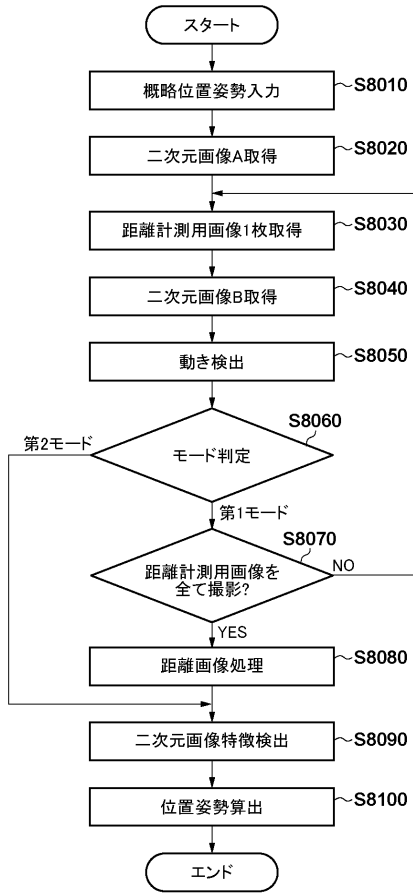 スタート
概略位置姿勢入力
S8010
二次元画像A取得
S8020
距離計測用画像1枚取得
S8030
二次元画像B取得
S8040
動き検出
S8050
S8060
第2モード
モード判定
第1モード
S8070
距離計測用画像を
全て撮影?
NO
YES
距離画像処理
S8080
二次元画像特徴検出
S8090
位置姿勢算出
S8100
エンド